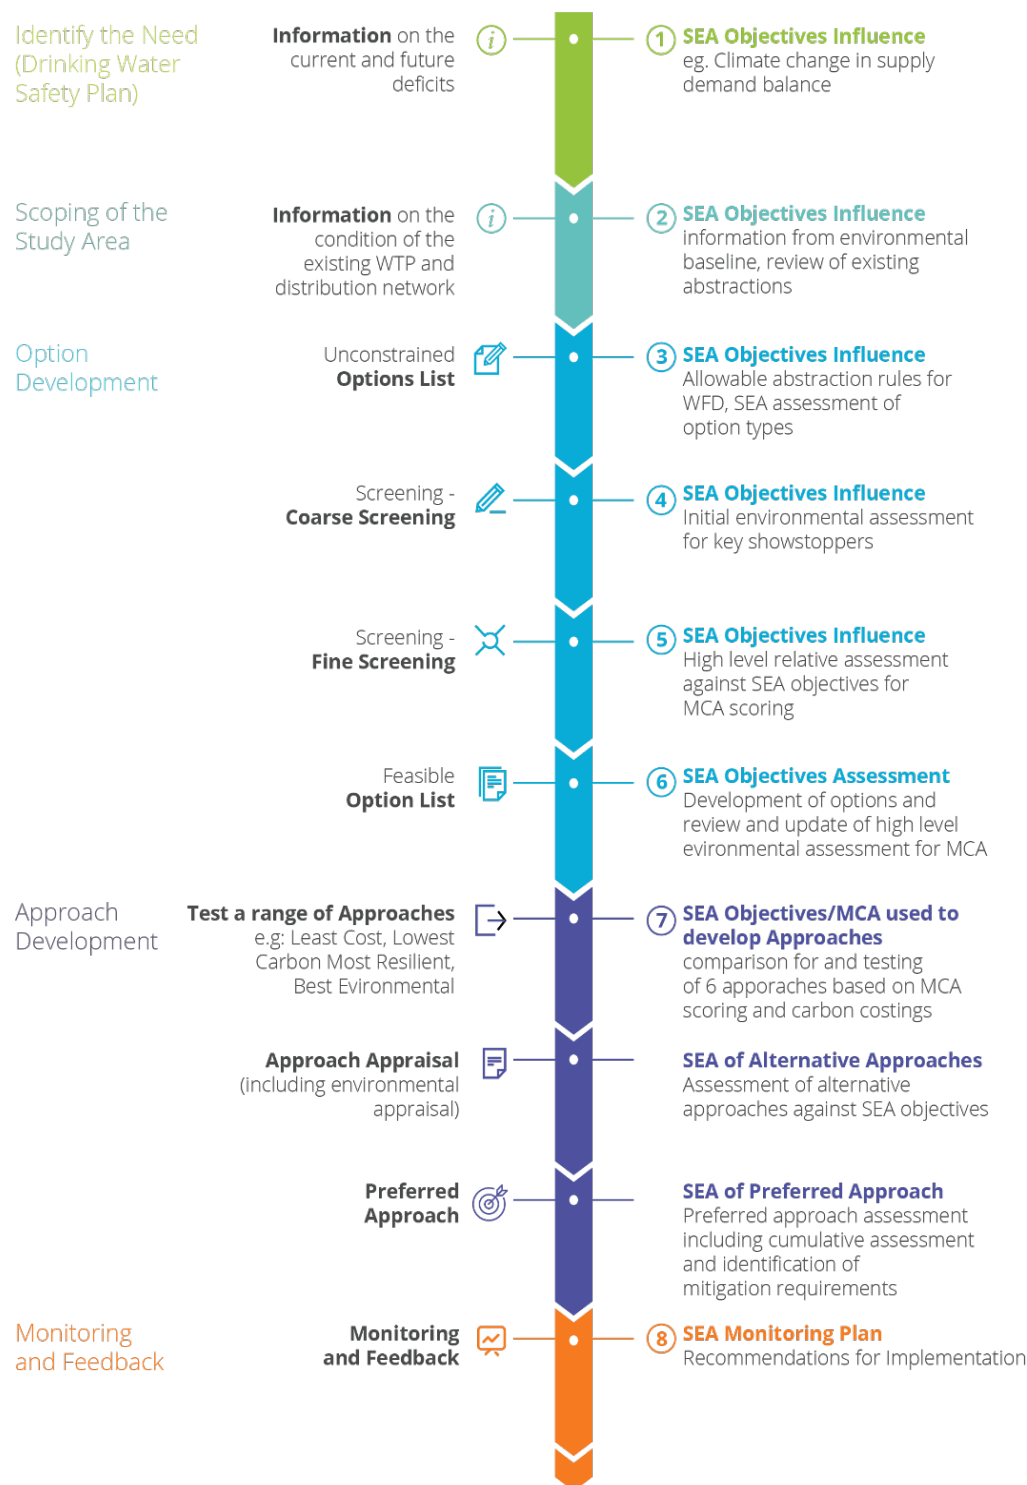 Identify the Need
(Drinking Water
Safety Plan)
Information on the
current and future
deficits
i
1
SEA Objectives Influence
eg. Climate change in supply
demand balance
Scoping of the
Study Area
Information on the
condition of the
existing WTP and
distribution network
i
2
SEA Objectives Influence
information from environmental
baseline, review of existing
abstractions
Option
Development
Unconstrained
Options List
3
SEA Objectives Influence
Allowable abstraction rules for
WFD, SEA assessment of
option types
Screening -
Coarse Screening
4
SEA Objectives Influence
Initial environmental assessment
for key showstoppers
Screening -
Fine Screening
5
SEA Objectives Influence
High level relative assessment
against SEA objectives for
MCA scoring
Feasible
Option List
6
SEA Objectives Assessment
Development of options and
review and update of high level
evironmental assessment for MCA
Approach
Development
Test a range of Approaches
e.g: Least Cost, Lowest
Carbon Most Resilient,
Best Evironmental
7
SEA Objectives/MCA used to
develop Approaches
comparison for and testing
of 6 apporaches based on MCA
scoring and carbon costings
Approach Appraisal
(including environmental
appraisal)
SEA of Alternative Approaches
Assessment of alternative
approaches against SEA objectives
Preferred
Approach
SEA of Preferred Approach
Preferred approach assessment
including cumulative assessment
and identification of
mitigation requirements
Monitoring
and Feedback
Monitoring
and Feedback
8
SEA Monitoring Plan
Recommendations for Implementation